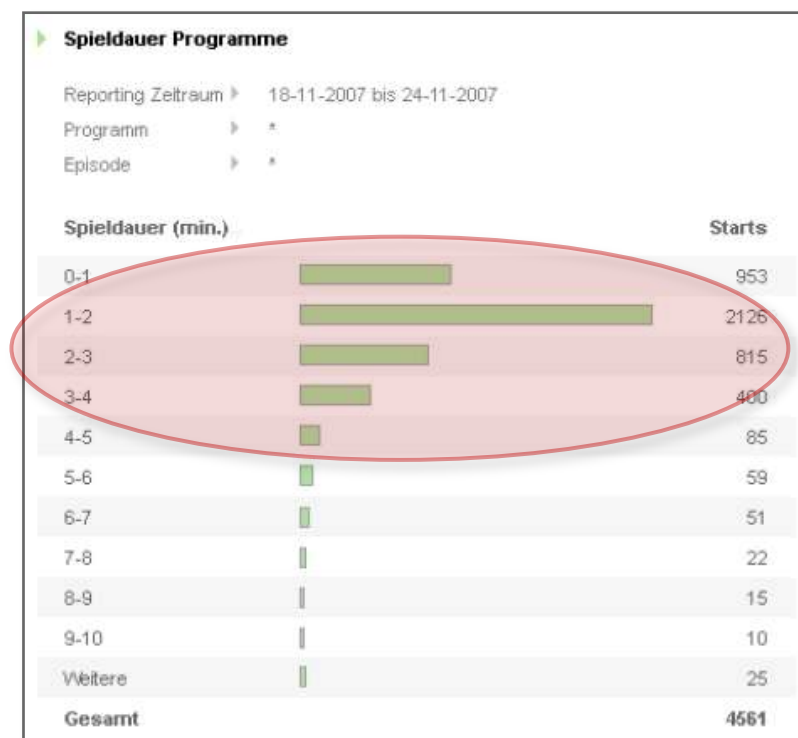 Spieldauer Programme
Reporting Zeitraum 18-11-2007 bis 24-11-2007
Programm *
Episode *
Spieldauer (min.) Starts
0-1 953
1-2 2126
2-3 815
3-4 400
4-5 85
5-6 59
6-7 51
7-8 22
8-9 15
9-10 10
Weitere 25
Gesamt 4561